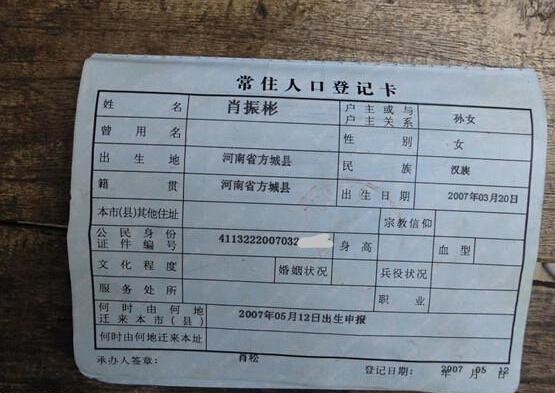 常住人口登记卡
姓 名 肖振彬 户主或与户主关系 孙女
曾用名 性 别 女
出生地 河南省方城县 民 族 汉族
籍 贯 河南省方城县 出生日期 2007年03月20日
本市(县)其他住址 宗教信仰
公民身份证件编号 4113222007032 身高 血型
文化程度 婚姻状况 兵役状况
服务处所 职 业
何时由何地迁来本市(县) 2007年05月12日出生申报
何时由何地迁来本址
承办人签章: 肖松 登记日期: 2007 年 05 月 12 日